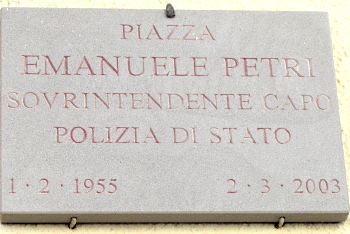 PIAZZA
EMANUELE PETRI
SOVRINTENDENTE CAPO
POLIZIA DI STATO
1 · 2 · 1955 2 · 3 · 2003